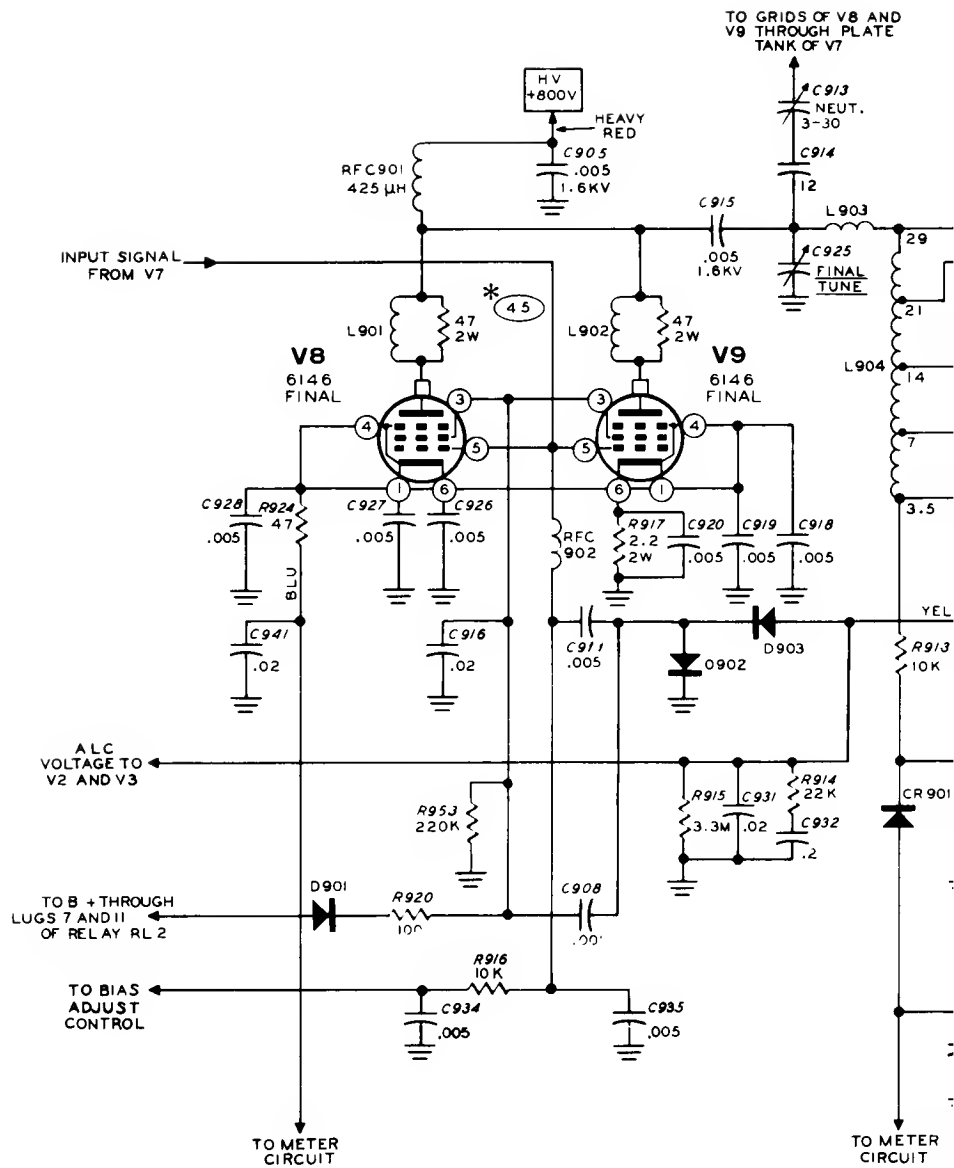 TO GRIDS OF V8 AND
V9 THROUGH PLATE
TANK OF V7
HV
+800V
HEAVY
RED
C913
NEUT.
3-30
C905
.005
1.6KV
RFC901
425 µH
C914
12
C915
.005
1.6KV
L903
29
INPUT SIGNAL
FROM V7
C925
FINAL
TUNE
21
* 45
L901
47
2W
L902
47
2W
L904
14
V8
6146
FINAL
V9
6146
FINAL
7
3
3
4
4
5
5
1
6
6
1
3.5
C928
.005
R924
47
C927
.005
C926
.005
RFC
902
R917
2.2
2W
C920
.005
C919
.005
C918
.005
BLU
YEL
C941
.02
C916
.02
C911
.005
D902
D903
R913
10K
ALC
VOLTAGE TO
V2 AND V3
R953
220K
R915
3.3M
C931
.02
R914
22K
C932
.2
CR901
D901
R920
100
C908
.001
TO B + THROUGH
LUGS 7 AND 11
OF RELAY RL2
R916
10K
TO BIAS
ADJUST
CONTROL
C934
.005
C935
.005
TO METER
CIRCUIT
TO METER
CIRCUIT